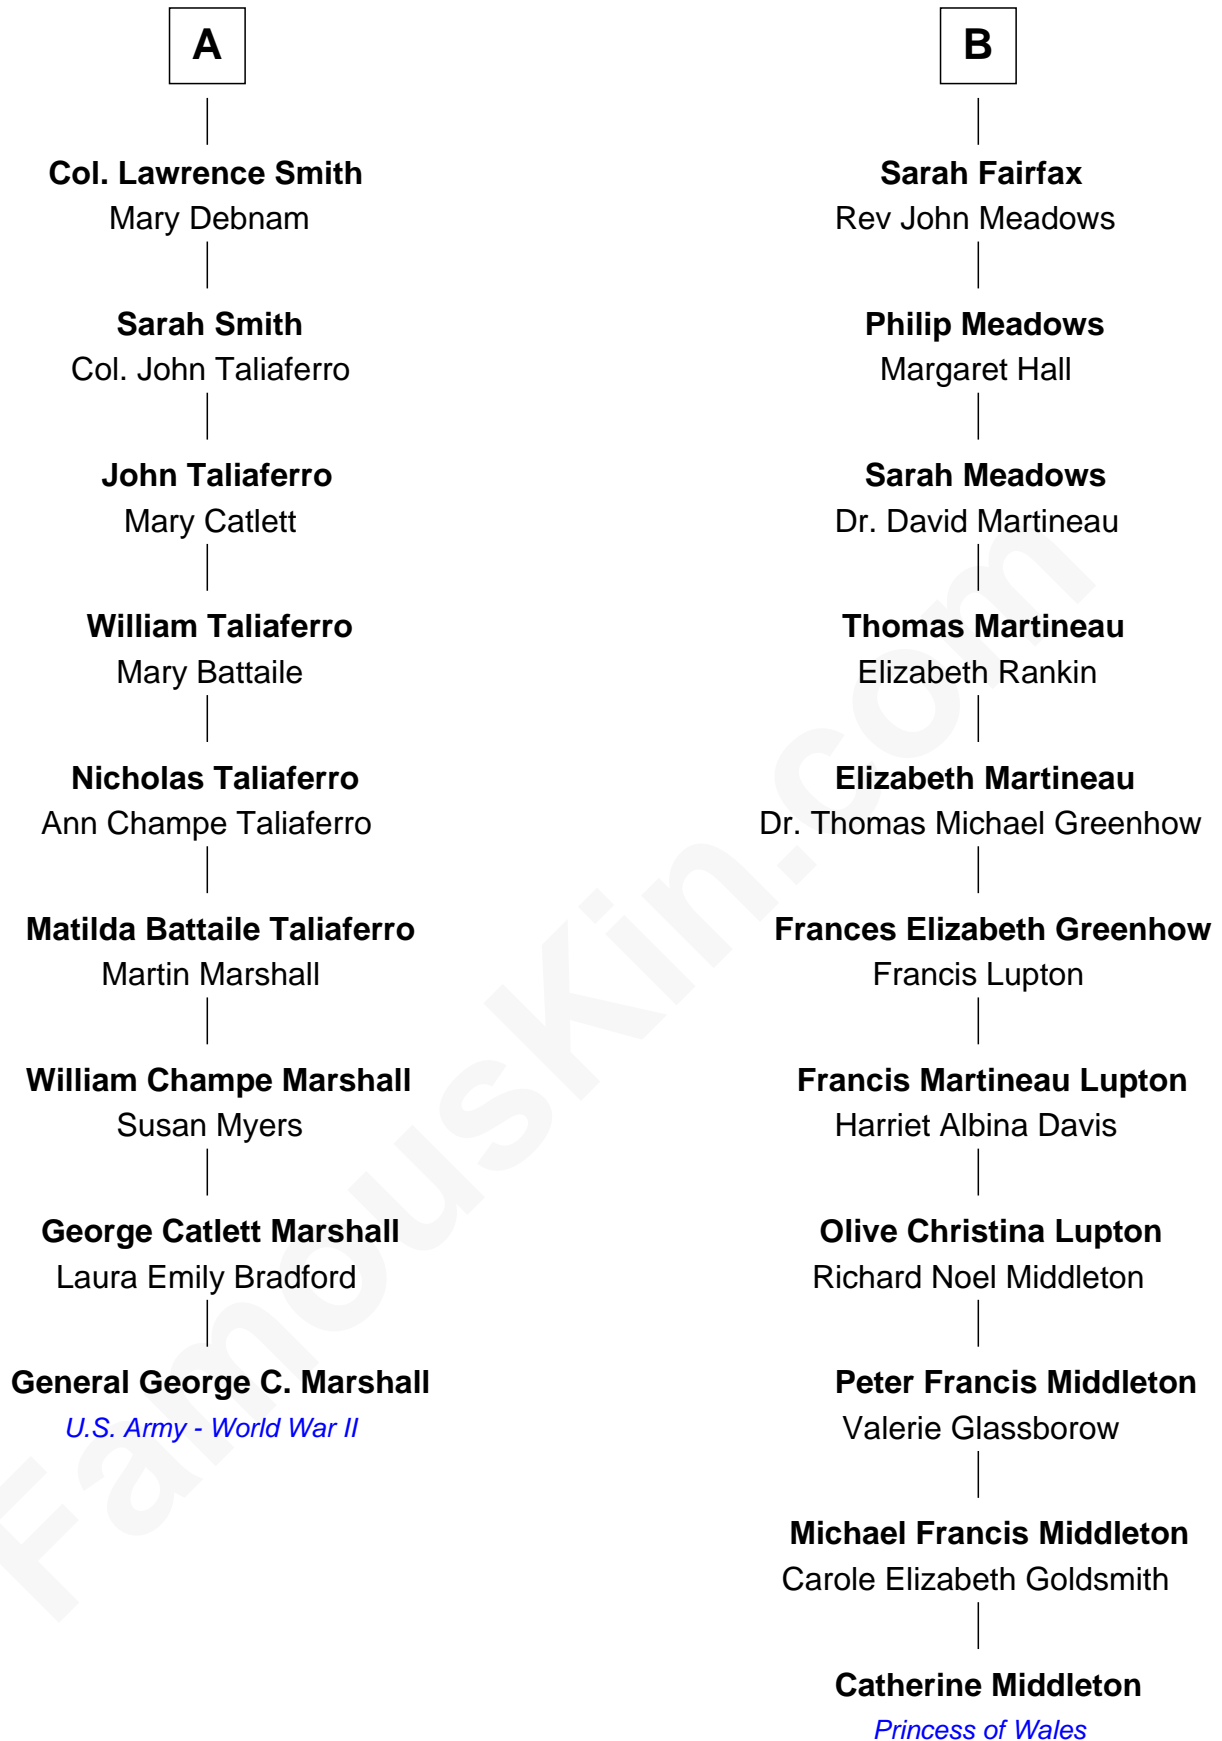 A
Col. Lawrence Smith
Mary Debnam
Sarah Smith
Col. John Taliaferro
John Taliaferro
Mary Catlett
William Taliaferro
Mary Battaile
Nicholas Taliaferro
Ann Champe Taliaferro
Matilda Battaile Taliaferro
Martin Marshall
William Champe Marshall
Susan Myers
George Catlett Marshall
Laura Emily Bradford
General George C. Marshall
U.S. Army - World War II
B
Sarah Fairfax
Rev John Meadows
Philip Meadows
Margaret Hall
Sarah Meadows
Dr. David Martineau
Thomas Martineau
Elizabeth Rankin
Elizabeth Martineau
Dr. Thomas Michael Greenhow
Frances Elizabeth Greenhow
Francis Lupton
Francis Martineau Lupton
Harriet Albina Davis
Olive Christina Lupton
Richard Noel Middleton
Peter Francis Middleton
Valerie Glassborow
Michael Francis Middleton
Carole Elizabeth Goldsmith
Catherine Middleton
Princess of Wales
FamousKin.com